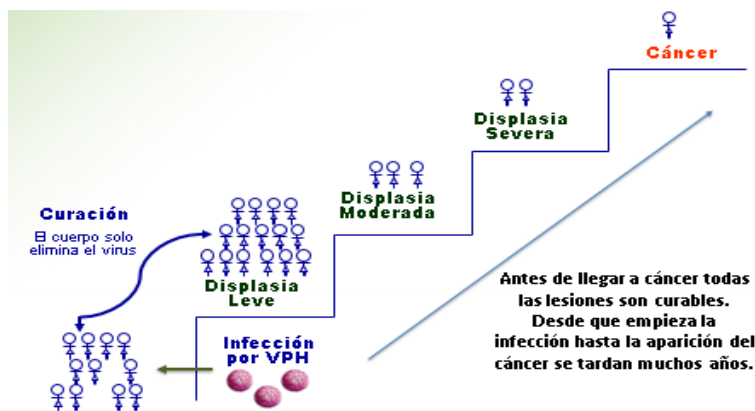 Cáncer
Displasia
Severa
Displasia
Moderada
Curación
El cuerpo solo
elimina el virus
Displasia
Leve
Infección
por VPH
Antes de llegar a cáncer todas
las lesiones son curables.
Desde que empieza la
infección hasta la aparición del
cáncer se tardan muchos años.